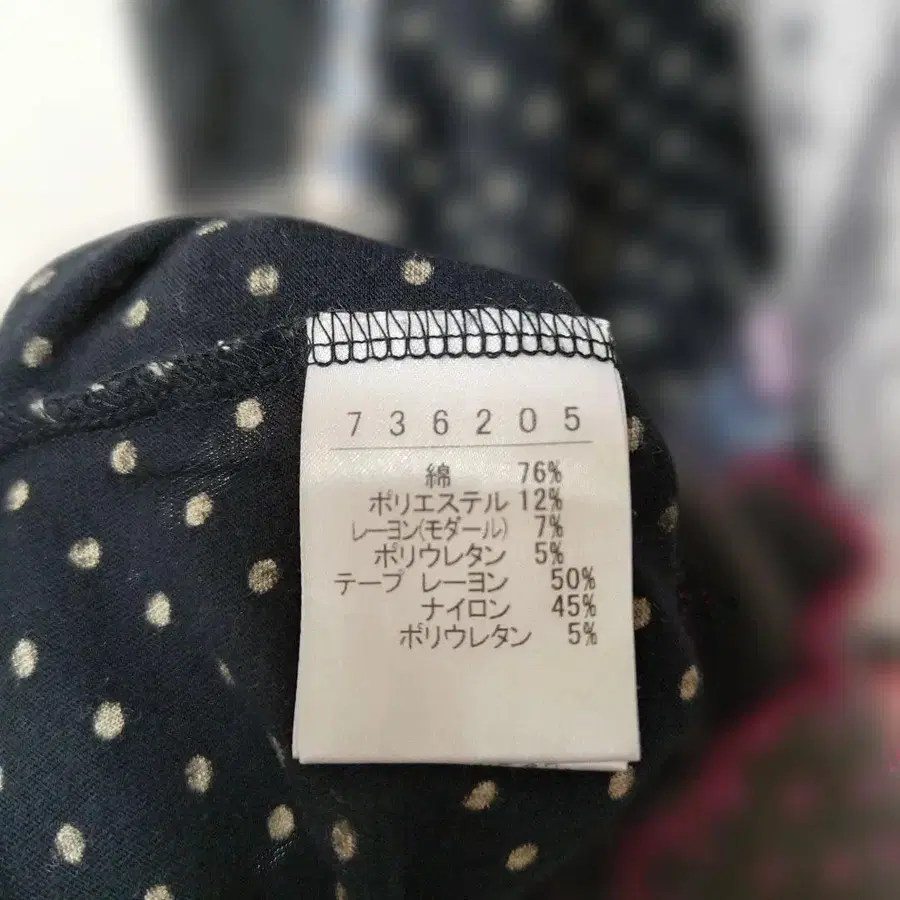 736205
綿 76%
ポリエステル 12%
レーヨン(モダール) 7%
ポリウレタン 5%
テープ レーヨン 50%
ナイロン 45%
ポリウレタン 5%